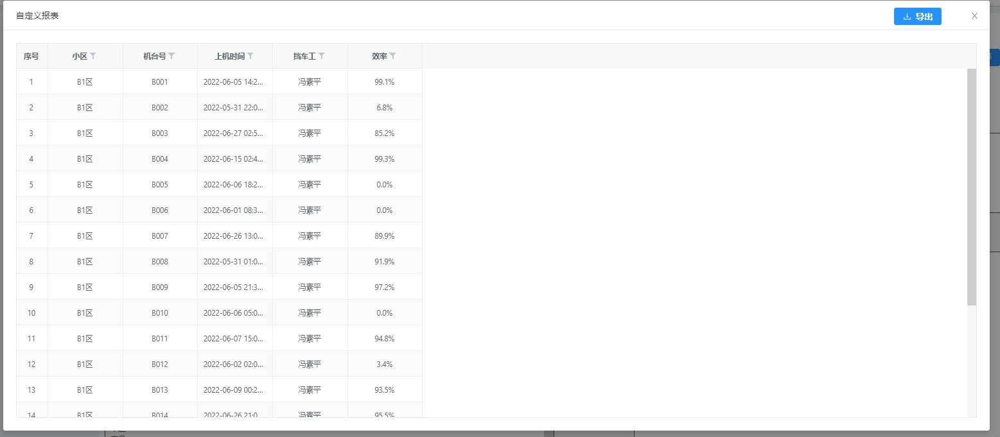 自定义报表 导出
序号 小区 机台号 上机时间 挡车工 效率
1 B1区 B001 2022-06-05 14:2... 冯素平 99.1%
2 B1区 B002 2022-05-31 22:0... 冯素平 6.8%
3 B1区 B003 2022-06-27 02:5... 冯素平 85.2%
4 B1区 B004 2022-06-15 02:4... 冯素平 99.3%
5 B1区 B005 2022-06-06 18:2... 冯素平 0.0%
6 B1区 B006 2022-06-01 08:3... 冯素平 0.0%
7 B1区 B007 2022-06-26 13:0... 冯素平 89.9%
8 B1区 B008 2022-05-31 01:0... 冯素平 91.9%
9 B1区 B009 2022-06-05 21:3... 冯素平 97.2%
10 B1区 B010 2022-06-06 05:0... 冯素平 0.0%
11 B1区 B011 2022-06-07 15:0... 冯素平 94.8%
12 B1区 B012 2022-06-02 02:0... 冯素平 3.4%
13 B1区 B013 2022-06-09 00:2... 冯素平 93.5%
14 B1区 B014 2022-06-26 21:0... 冯素平 95.5%